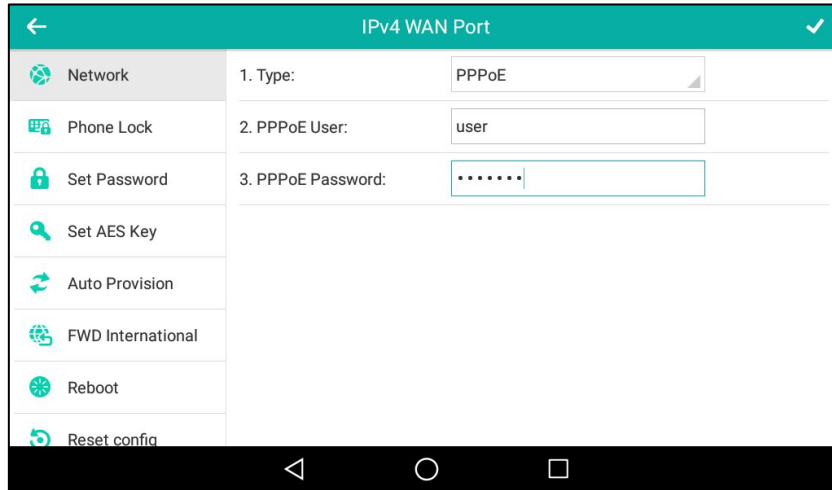 IPv4 WAN Port
Network
1. Type:
PPPoE
Phone Lock
2. PPPoE User:
user
Set Password
3. PPPoE Password:
•••••••
Set AES Key
Auto Provision
FWD International
Reboot
Reset config